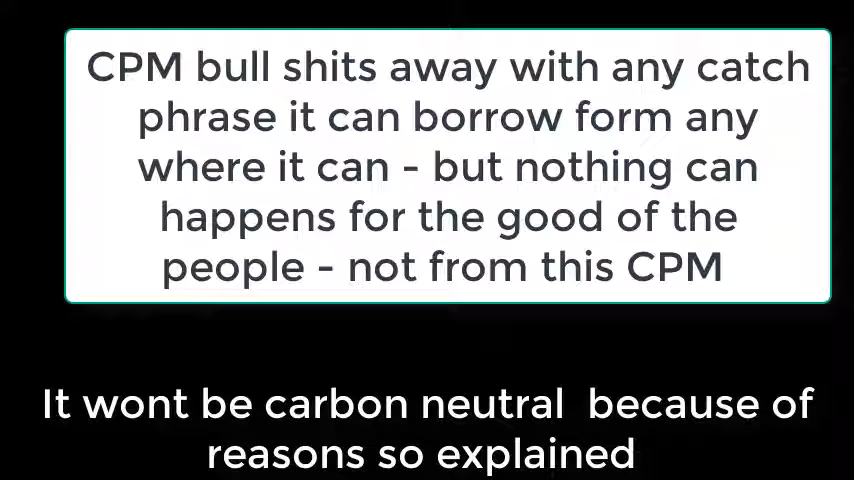 CPM bull shits away with any catch
phrase it can borrow form any
where it can - but nothing can
happens for the good of the
people - not from this CPM
It wont be carbon neutral  because of
reasons so explained